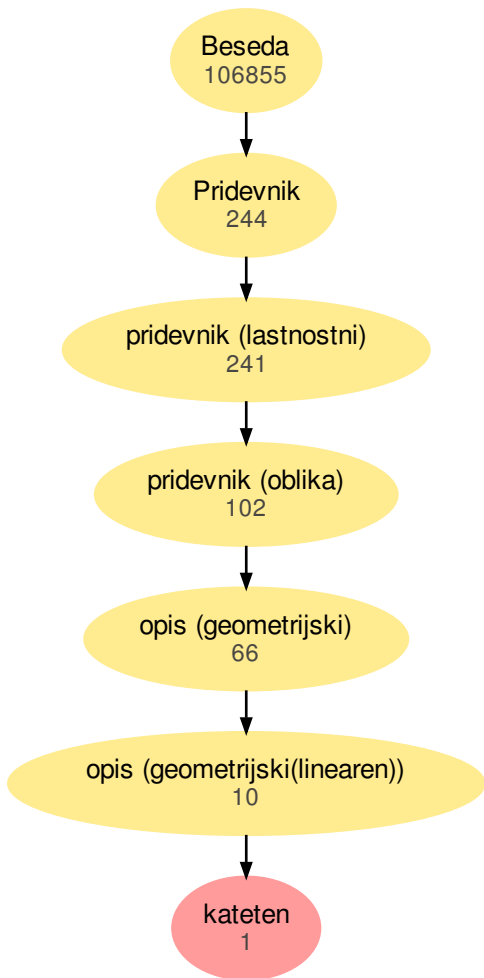 Beseda
106855
Pridevnik
244
pridevnik (lastnostni)
241
pridevnik (oblika)
102
opis (geometrijski)
66
opis (geometrijski(linearen))
10
kateten
1